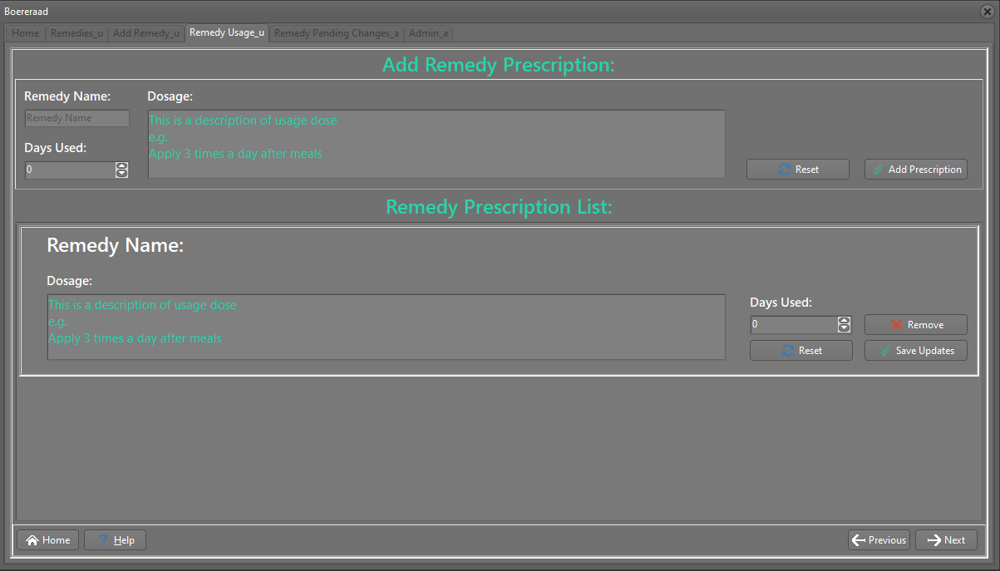 Boereraad
Home Remedies_u Add Remedy_u Remedy Usage_u Remedy Pending Changes_a Admin_a
Add Remedy Prescription:
Remedy Name: Dosage:
Remedy Name
This is a description of usage dose
e.g.
Apply 3 times a day after meals
Days Used:
0
Reset Add Prescription
Remedy Prescription List:
Remedy Name:
Dosage:
This is a description of usage dose
e.g.
Apply 3 times a day after meals
Days Used:
0 Remove
Reset Save Updates
Home Help Previous Next